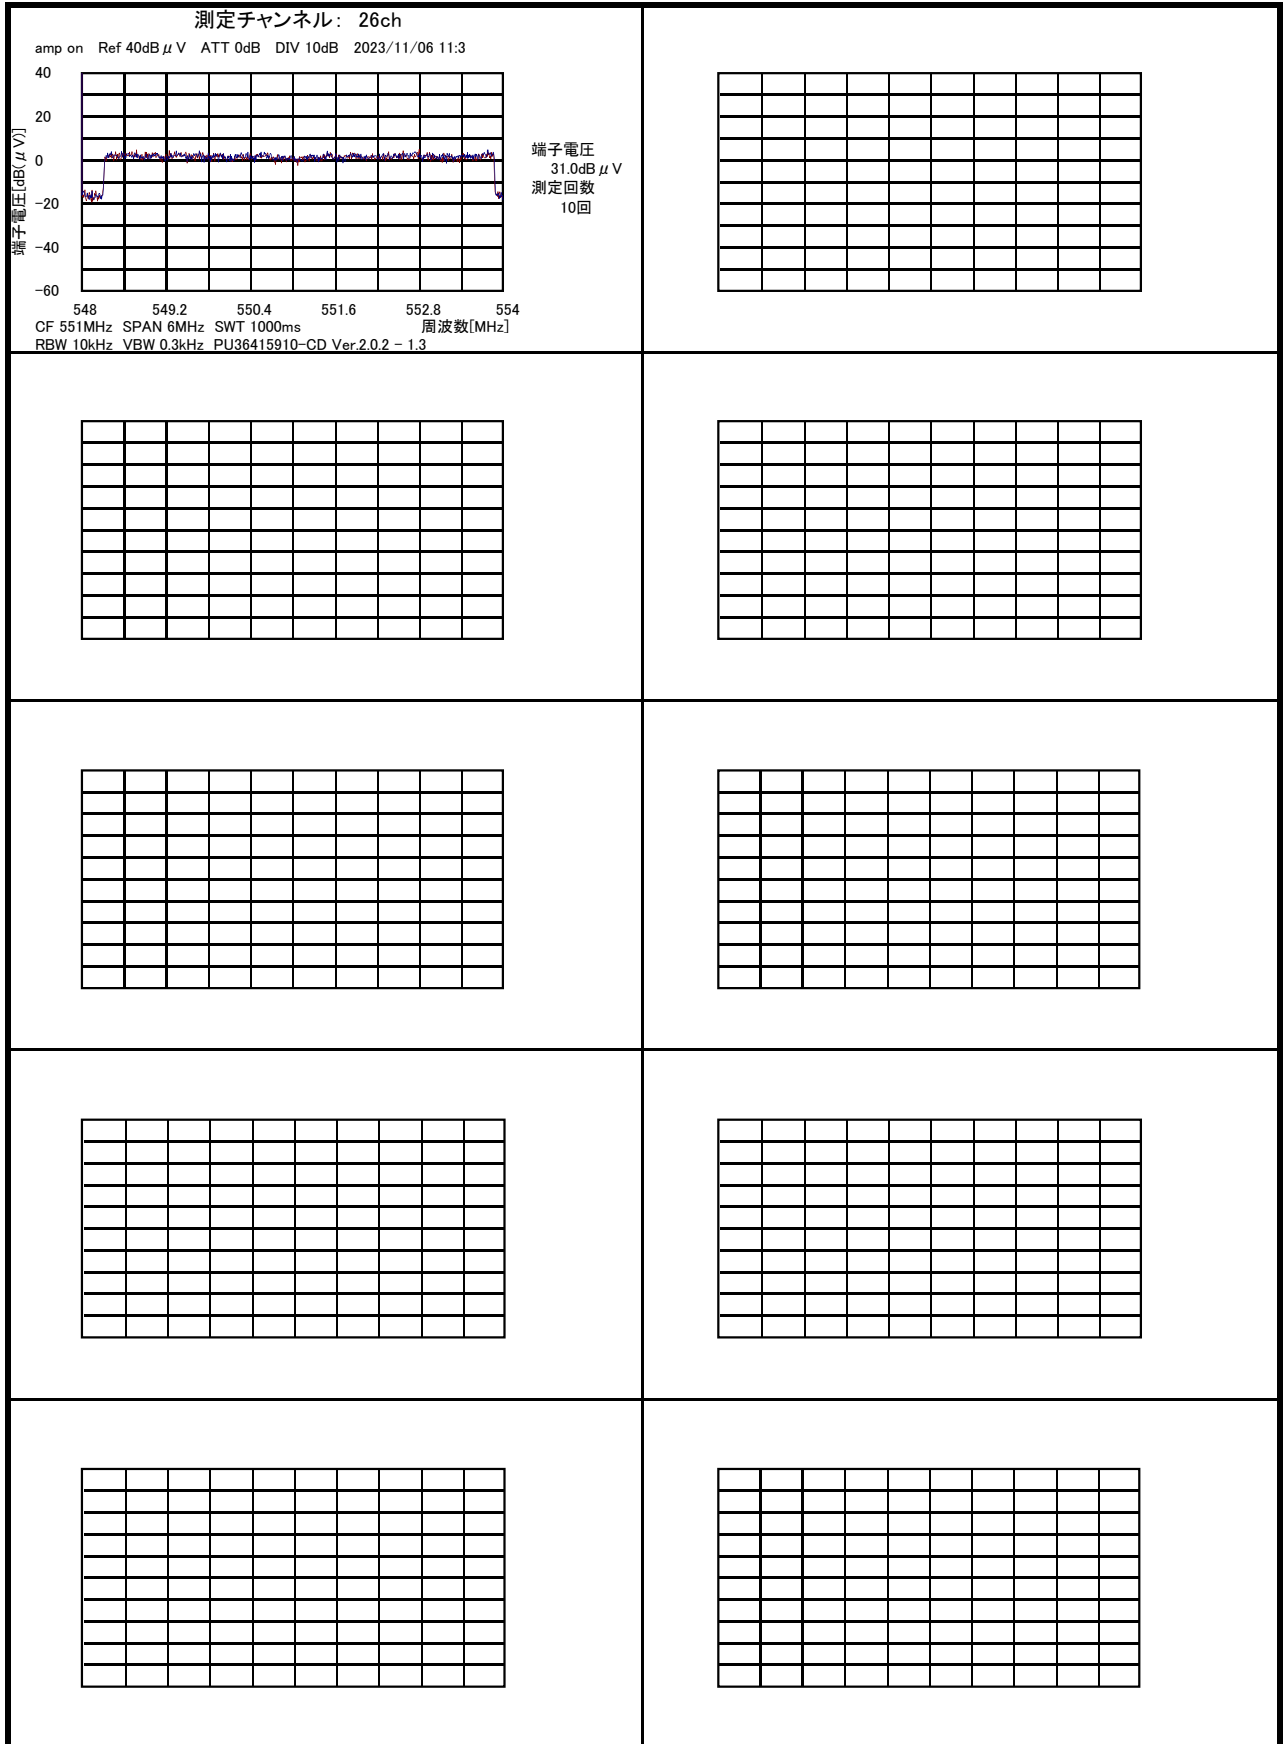 測定チャンネル: 26ch
amp on Ref 40dBμV ATT 0dB DIV 10dB 2023/11/06 11:3
40
20
0
-20
-40
-60
端子電圧[dB(μV)]
端子電圧
31.0dBμV
測定回数
10回
548 549.2 550.4 551.6 552.8 554
CF 551MHz SPAN 6MHz SWT 1000ms 周波数[MHz]
RBW 10kHz VBW 0.3kHz PU36415910-CD Ver.2.0.2 - 1.3